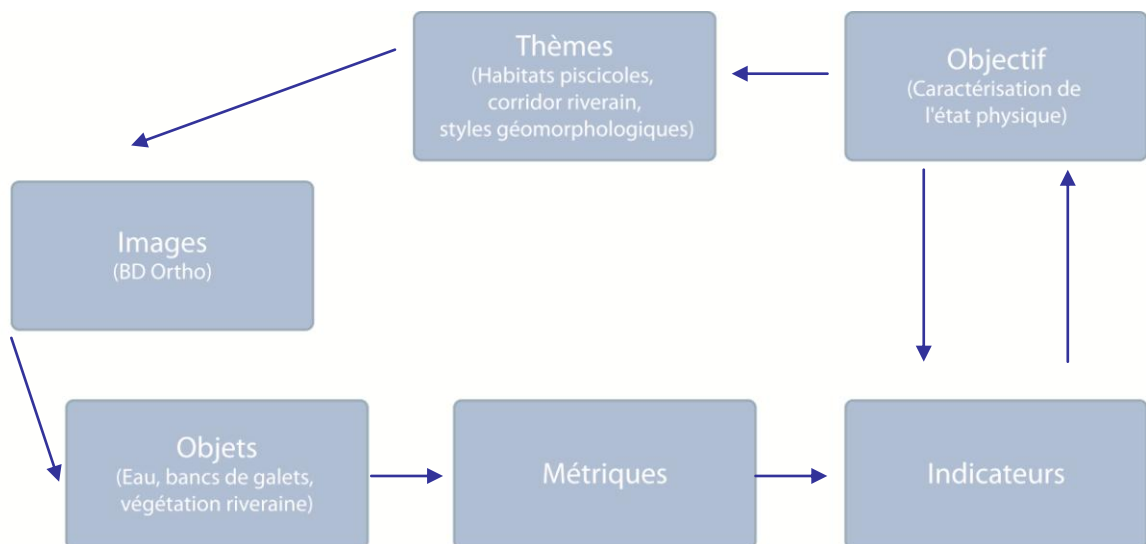 Thèmes
(Habitats piscicoles,
corridor riverain,
styles géomorphologiques)
Objectif
(Caractérisation de
l'état physique)
Images
(BD Ortho)
Objets
(Eau, bancs de galets,
végétation riveraine)
Métriques
Indicateurs